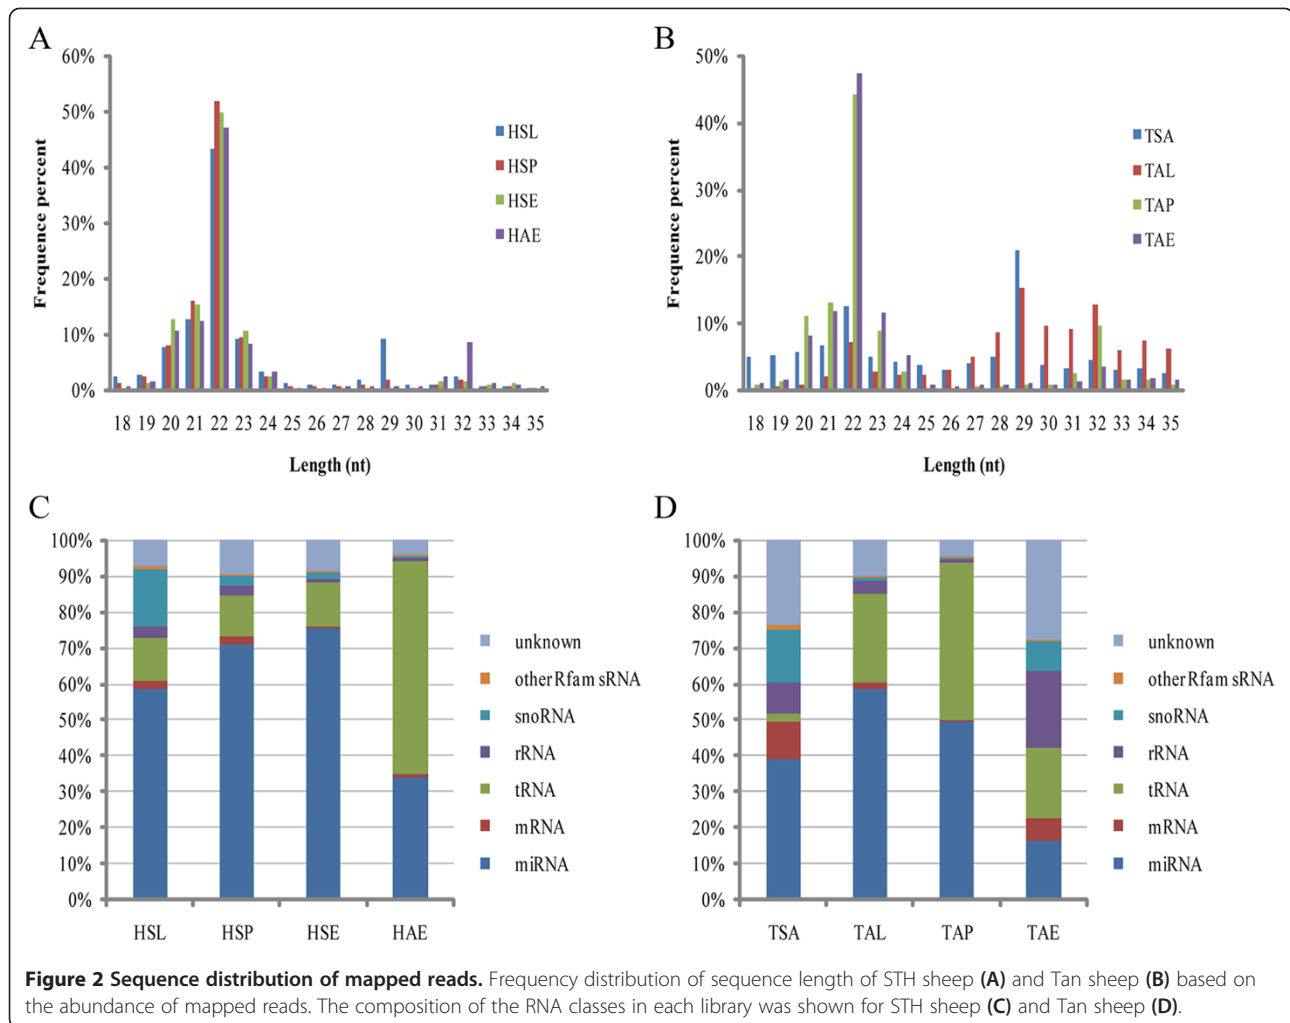 A
60%
50%
40%
30%
20%
10%
0%
Frequence percent
HSL
HSP
HSE
HAE
18 19 20 21 22 23 24 25 26 27 28 29 30 31 32 33 34 35
Length (nt)
B
50%
40%
30%
20%
10%
0%
Frequence percent
TSA
TAL
TAP
TAE
18 19 20 21 22 23 24 25 26 27 28 29 30 31 32 33 34 35
Length (nt)
C
100%
90%
80%
70%
60%
50%
40%
30%
20%
10%
0%
HSL HSP HSE HAE
unknown
otherRfam sRNA
snoRNA
rRNA
tRNA
mRNA
miRNA
D
100%
90%
80%
70%
60%
50%
40%
30%
20%
10%
0%
TSA TAL TAP TAE
unknown
otherRfam sRNA
snoRNA
rRNA
tRNA
mRNA
miRNA
Figure 2 Sequence distribution of mapped reads. Frequency distribution of sequence length of STH sheep (A) and Tan sheep (B) based on
the abundance of mapped reads. The composition of the RNA classes in each library was shown for STH sheep (C) and Tan sheep (D).